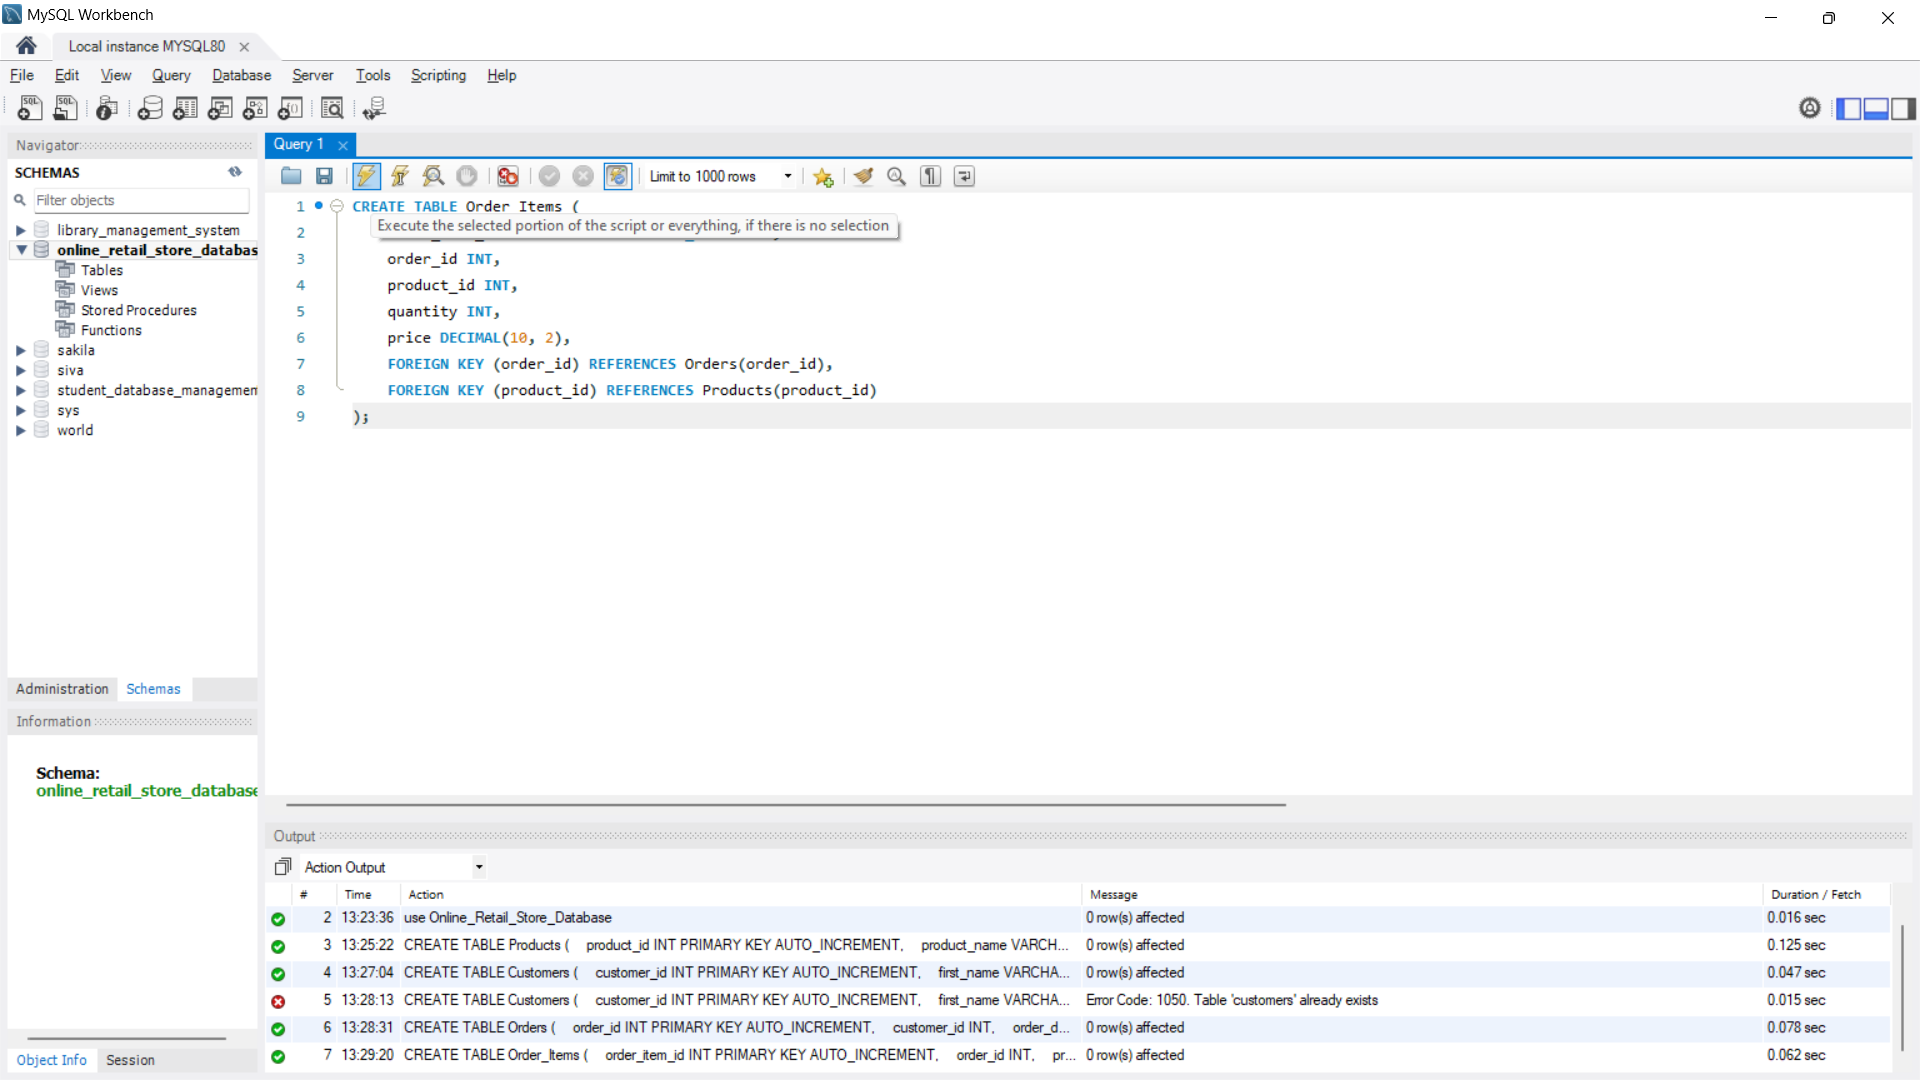 MySQL Workbench
Local instance MYSQL80
File Edit View Query Database Server Tools Scripting Help
Navigator
SCHEMAS
Filter objects
library_management_system
online_retail_store_databas
Tables
Views
Stored Procedures
Functions
sakila
siva
student_database_managemen
sys
world
Administration Schemas
Information
Schema:
online_retail_store_database
Object Info Session
Query 1
Limit to 1000 rows
1 CREATE TABLE Order_Items (
Execute the selected portion of the script or everything, if there is no selection
2
3 order_id INT,
4 product_id INT,
5 quantity INT,
6 price DECIMAL(10, 2),
7 FOREIGN KEY (order_id) REFERENCES Orders(order_id),
8 FOREIGN KEY (product_id) REFERENCES Products(product_id)
9 );
Output
Action Output
# Time Action Message Duration / Fetch
2 13:23:36 use Online_Retail_Store_Database 0 row(s) affected 0.016 sec
3 13:25:22 CREATE TABLE Products ( product_id INT PRIMARY KEY AUTO_INCREMENT, product_name VARCH... 0 row(s) affected 0.125 sec
4 13:27:04 CREATE TABLE Customers ( customer_id INT PRIMARY KEY AUTO_INCREMENT, first_name VARCHA... 0 row(s) affected 0.047 sec
5 13:28:13 CREATE TABLE Customers ( customer_id INT PRIMARY KEY AUTO_INCREMENT, first_name VARCHA... Error Code: 1050. Table 'customers' already exists 0.015 sec
6 13:28:31 CREATE TABLE Orders ( order_id INT PRIMARY KEY AUTO_INCREMENT, customer_id INT, order_d... 0 row(s) affected 0.078 sec
7 13:29:20 CREATE TABLE Order_Items ( order_item_id INT PRIMARY KEY AUTO_INCREMENT, order_id INT, pr... 0 row(s) affected 0.062 sec